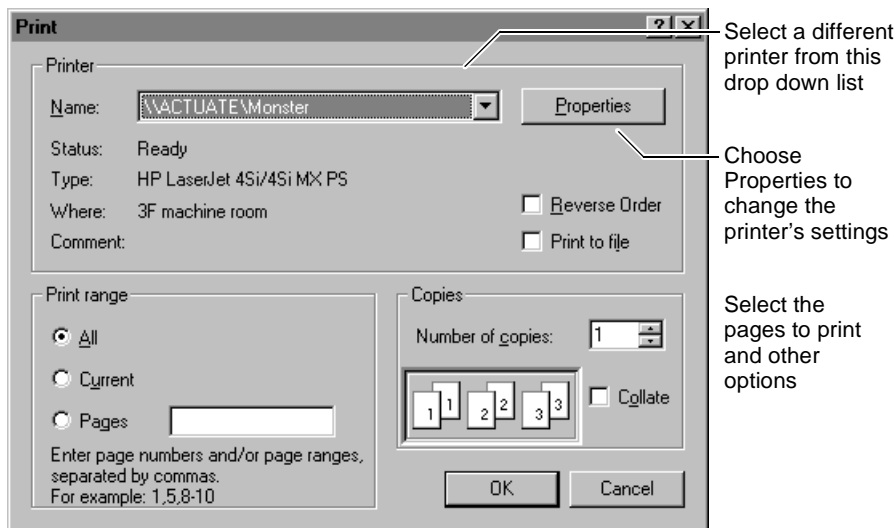 Print
Printer
Name: \\ACTUATE\Monster
Properties
Status: Ready
Type: HP LaserJet 4Si/4Si MX PS
Where: 3F machine room
Comment:
Reverse Order
Print to file
Print range
All
Current
Pages
Enter page numbers and/or page ranges,
separated by commas.
For example: 1,5,8-10
Copies
Number of copies: 1
1 1 2 2 3 3
Collate
OK
Cancel
Select a different
printer from this
drop down list
Choose
Properties to
change the
printer's settings
Select the
pages to print
and other
options